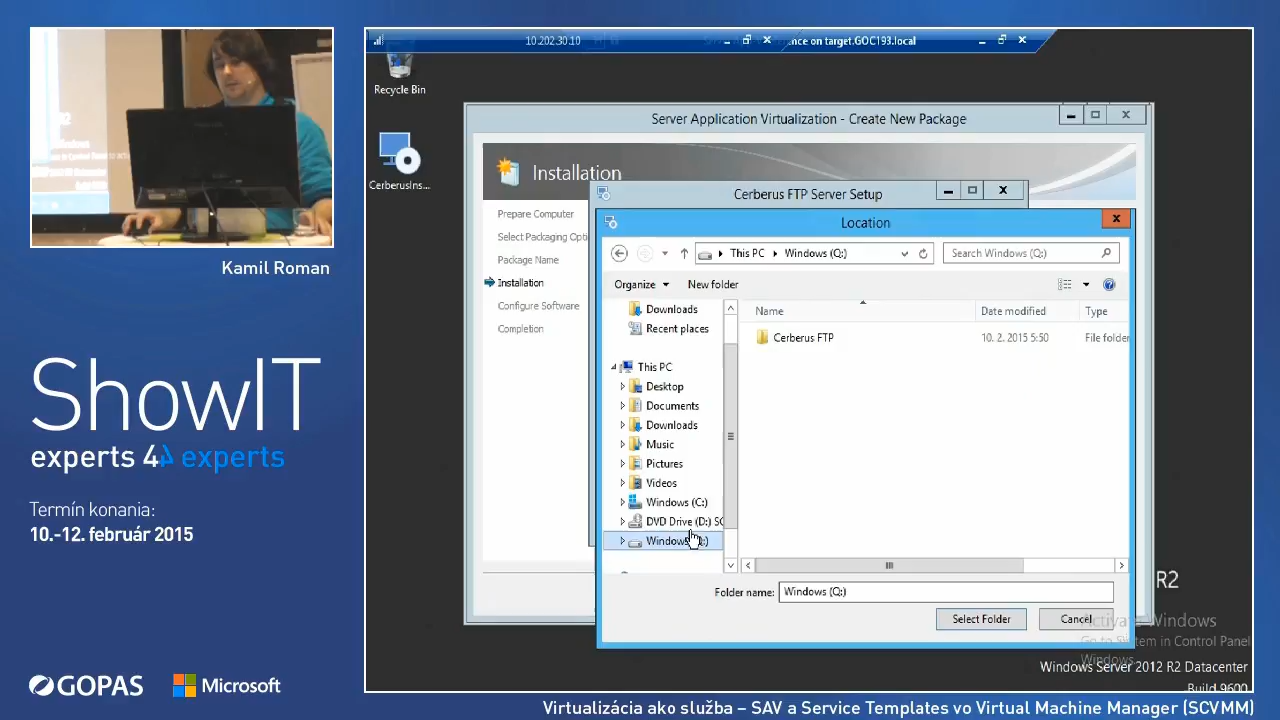 Kamil Roman
ShowIT
experts 4 experts
Termín konania:
10.-12. február 2015
GOPAS
Microsoft
10.202.30.10
nce on target.GOC193.local
Recycle Bin
CerberusIns...
Server Application Virtualization - Create New Package
Installation
Prepare Computer
Select Packaging Opti
Package Name
Installation
Configure Software
Completion
Cerberus FTP Server Setup
Location
This PC
Windows (Q:)
Search Windows (Q:)
Organize
New folder
Downloads
Recent places
This PC
Desktop
Documents
Downloads
Music
Pictures
Videos
Windows (C:)
DVD Drive (D:) SC
Windows (Q:)
Name
Date modified
Type
Cerberus FTP
10. 2. 2015 5:50
File folder
Folder name:
Windows (Q:)
Select Folder
Cancel
R2
Activate Windows
Go to System in Control Panel
Windows.
Windows Server 2012 R2 Datacenter
Build 9600
Virtualizácia ako služba – SAV a Service Templates vo Virtual Machine Manager (SCVMM)